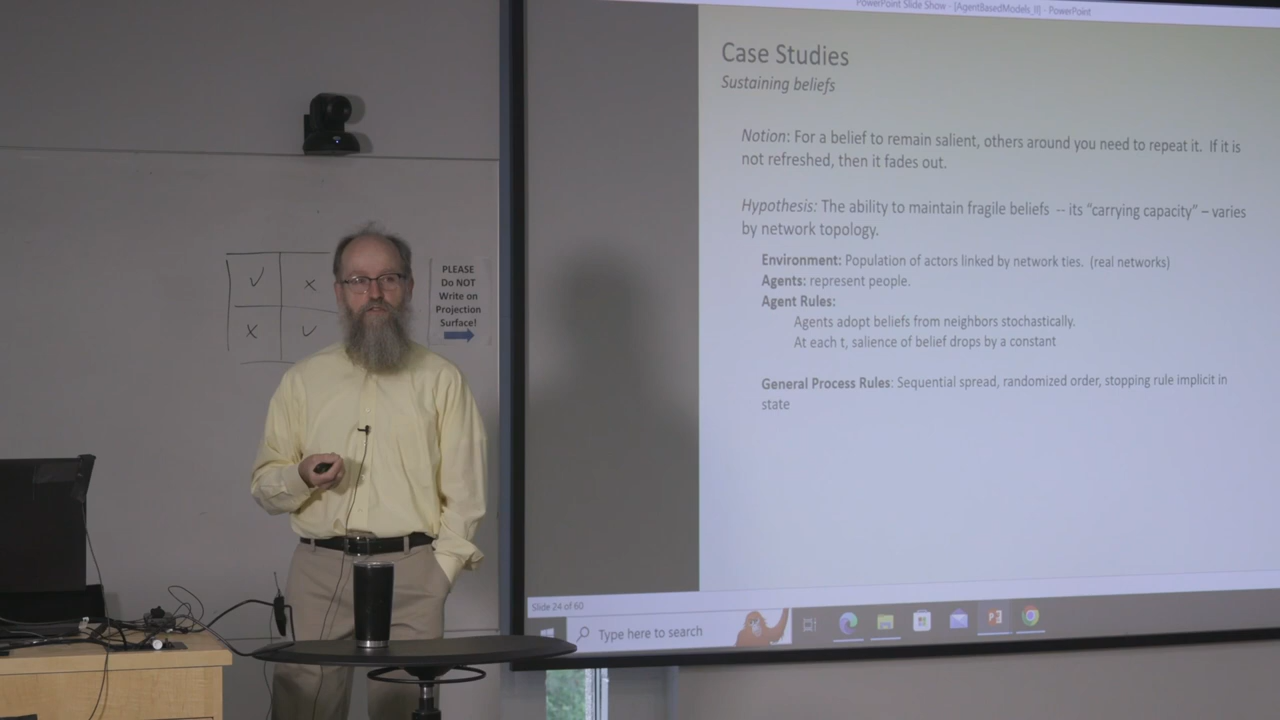 PowerPoint Slide Show - [AgentBasedModels_II] - PowerPoint
Case Studies
Sustaining beliefs
Notion: For a belief to remain salient, others around you need to repeat it. If it is
not refreshed, then it fades out.
Hypothesis: The ability to maintain fragile beliefs -- its “carrying capacity” – varies
by network topology.
Environment: Population of actors linked by network ties. (real networks)
Agents: represent people.
Agent Rules:
Agents adopt beliefs from neighbors stochastically.
At each t, salience of belief drops by a constant
General Process Rules: Sequential spread, randomized order, stopping rule implicit in
state
Slide 24 of 60
Type here to search
PLEASE
Do NOT
Write on
Projection
Surface!
✓ x
x ✓